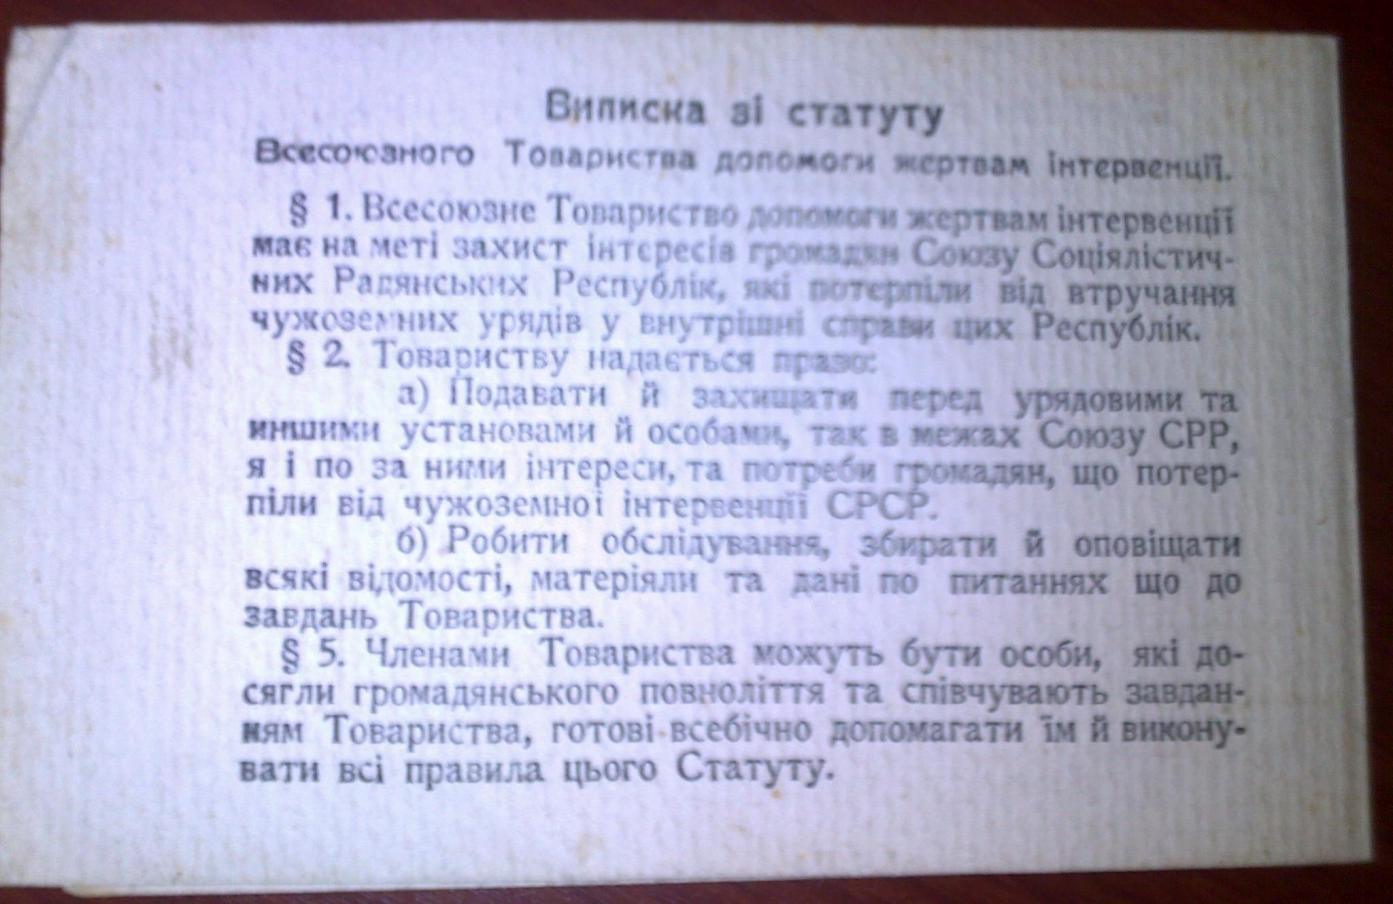 Виписка зі статуту
Всесоюзного Товариства допомоги жертвам інтервенції.
§ 1. Всесоюзне Товариство допомоги жертвам інтервенції
має на меті захист інтересів громадян Союзу Соціялістич-
них Радянських Республік, які потерпіли від втручання
чужоземних урядів у внутрішні справи цих Республік.
§ 2. Товариству надається право:
а) Подавати й захищати перед урядовими та
иншими установами й особами, так в межах Союзу СРР,
я і по за ними інтереси, та потреби громадян, що потер-
піли від чужоземної інтервенції СРСР.
б) Робити обслідування, збирати й оповіщати
всякі відомості, матеріяли та дані по питаннях що до
завдань Товариства.
§ 5. Членами Товариства можуть бути особи, які до-
сягли громадянського повноліття та співчувають завдан-
ням Товариства, готові всебічно допомагати їм й викону-
вати всі правила цього Статуту.